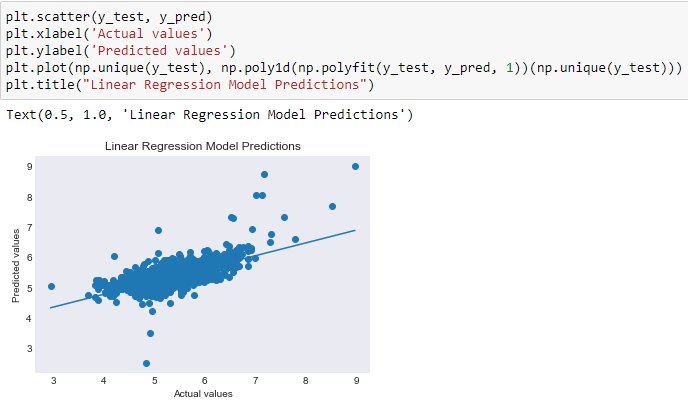 plt.scatter(y_test, y_pred)
plt.xlabel('Actual values')
plt.ylabel('Predicted values')
plt.plot(np.unique(y_test), np.poly1d(np.polyfit(y_test, y_pred, 1))(np.unique(y_test)))
plt.title("Linear Regression Model Predictions")
Text(0.5, 1.0, 'Linear Regression Model Predictions')
Linear Regression Model Predictions
Predicted values
9
8
7
6
5
4
3
3 4 5 6 7 8 9
Actual values